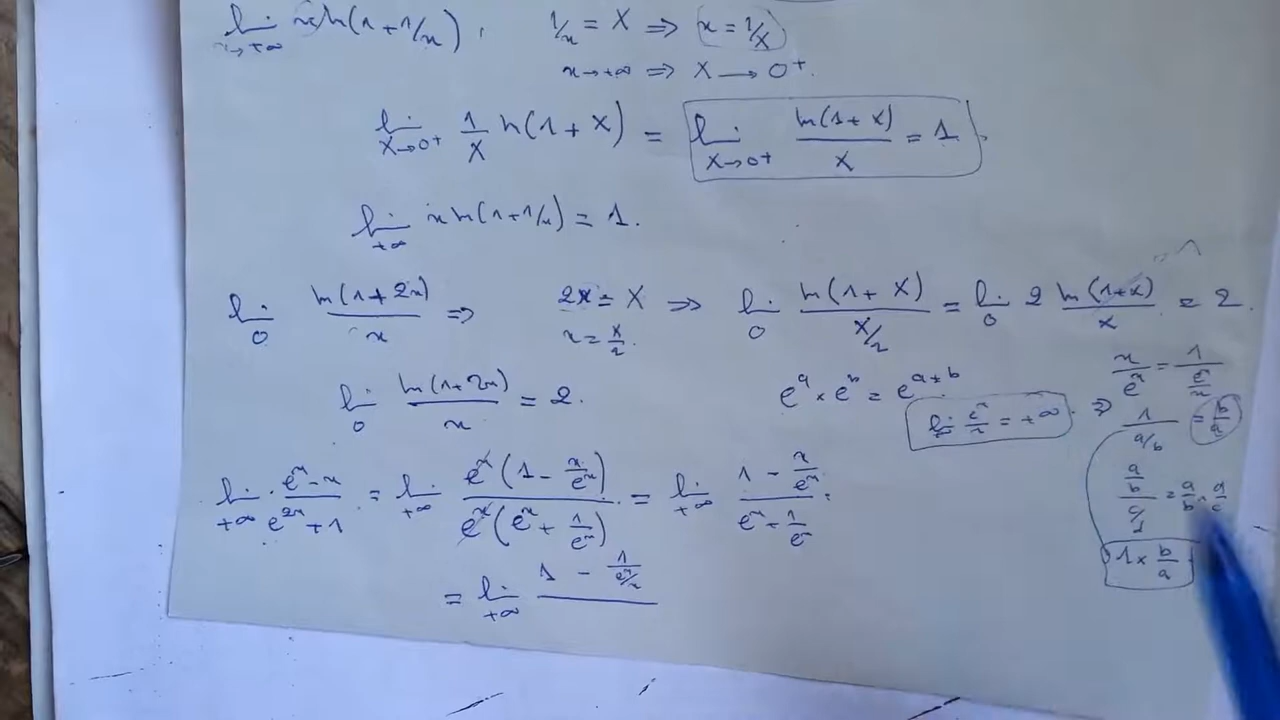 lim x→+∞ x ln(1+1/x). 1/x = X ⇒ x = 1/X
x→+∞ ⇒ X → 0+.
lim X→0+ 1/X ln(1+X) = lim X→0+ ln(1+X)/X = 1
lim +∞ x ln(1+1/x) = 1.
lim 0 ln(1+2x)/x ⇒ 2x = X ⇒ lim 0 ln(1+X)/(X/2) = lim 0 2 ln(1+x)/x = 2.
x = X/2.
lim 0 ln(1+2x)/x = 2.
e^a × e^b = e^(a+b)
lim e^x/x = +∞ ⇒
x/e^x = 1/(e^x/x)
1/(a/b) = b/a
lim +∞ (e^x - x)/(e^(2x) + 1) = lim +∞ e^x(1 - x/e^x)/(e^x(e^x + 1/e^x)) = lim +∞ (1 - x/e^x)/(e^x + 1/e^x)
1 × b/a
= lim +∞ 1 - 1/(e^x/x)